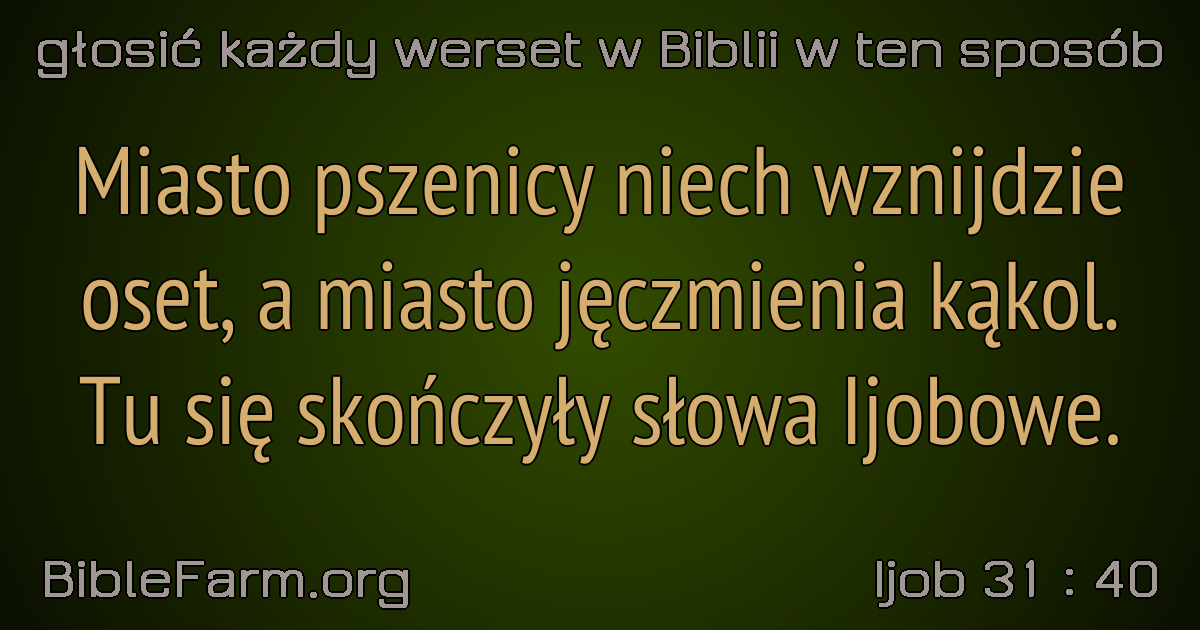 głosić każdy werset w Biblii w ten sposób
Miasto pszenicy niech wznijdzie
oset, a miasto jęczmienia kąkol.
Tu się skończyły słowa Ijobowe.
BibleFarm.org
Ijob 31 : 40